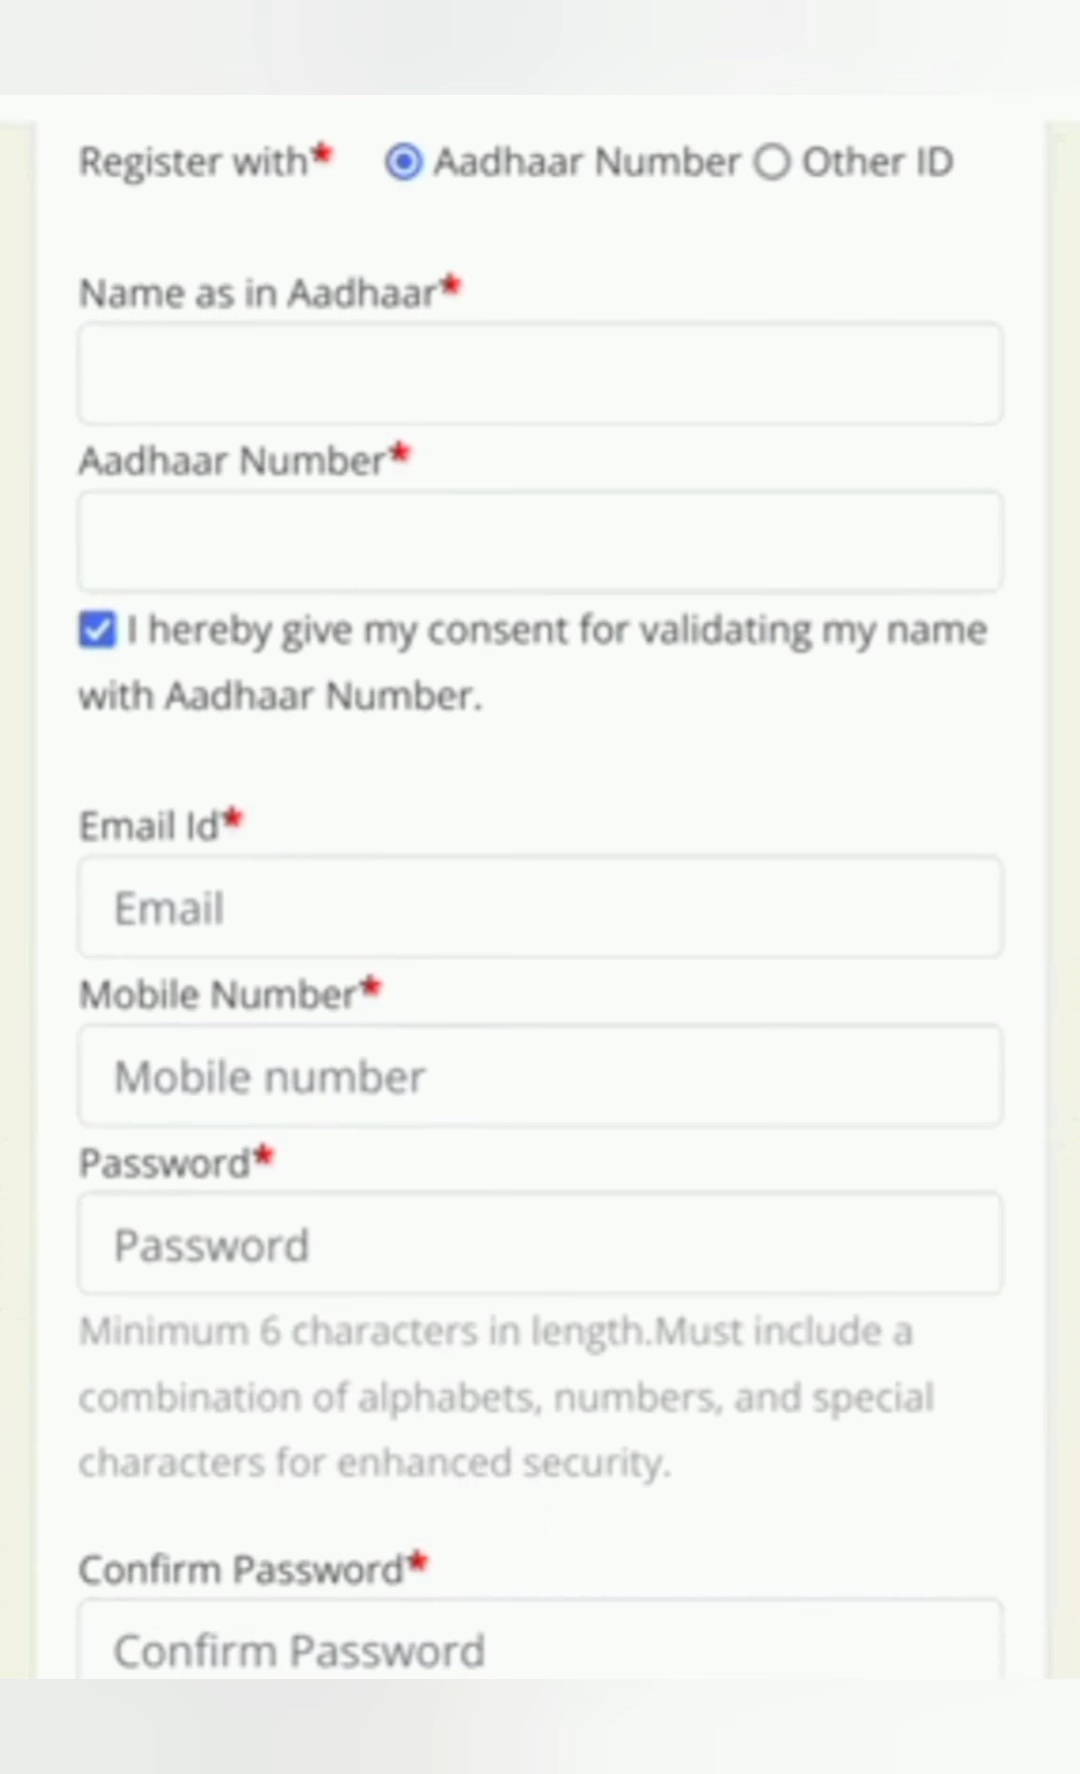 Register with* Aadhaar Number Other ID
Name as in Aadhaar*
Aadhaar Number*
I hereby give my consent for validating my name
with Aadhaar Number.
Email Id*
Email
Mobile Number*
Mobile number
Password*
Password
Minimum 6 characters in length.Must include a
combination of alphabets, numbers, and special
characters for enhanced security.
Confirm Password*
Confirm Password